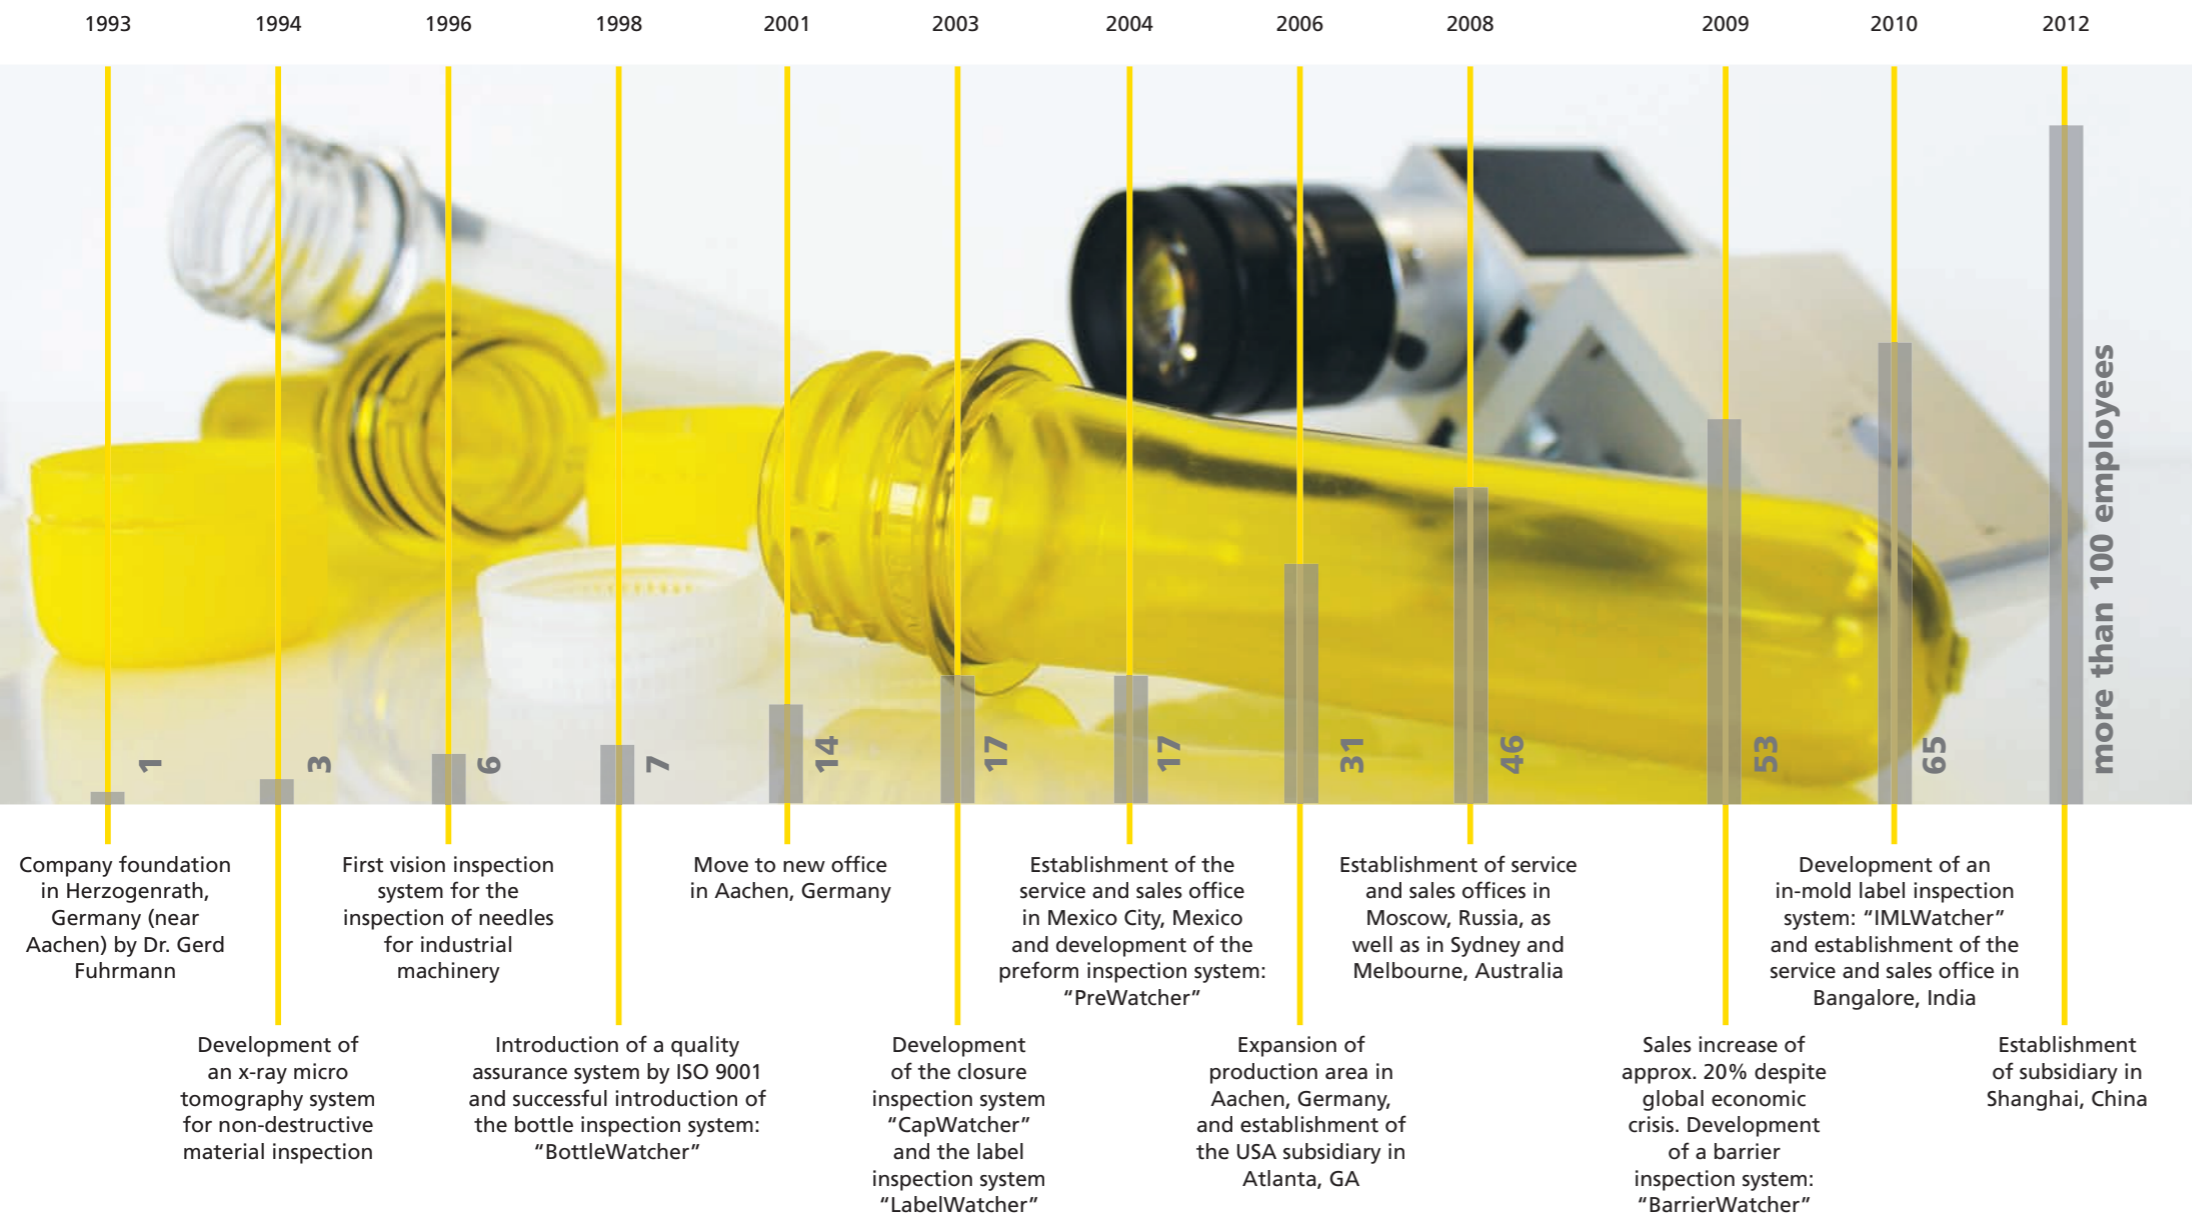 1993
1994
1996
1998
2001
2003
2004
2006
2008
2009
2010
2012
1
3
6
7
14
17
17
31
46
53
65
more than 100 employees
Company foundation
in Herzogenrath,
Germany (near
Aachen) by Dr. Gerd
Fuhrmann
Development of
an x-ray micro
tomography system
for non-destructive
material inspection
First vision inspection
system for the
inspection of needles
for industrial
machinery
Introduction of a quality
assurance system by ISO 9001
and successful introduction of
the bottle inspection system:
“BottleWatcher”
Move to new office
in Aachen, Germany
Development
of the closure
inspection system
“CapWatcher”
and the label
inspection system
“LabelWatcher”
Establishment of the
service and sales office
in Mexico City, Mexico
and development of the
preform inspection system:
“PreWatcher”
Expansion of
production area in
Aachen, Germany,
and establishment of
the USA subsidiary in
Atlanta, GA
Establishment of service
and sales offices in
Moscow, Russia, as
well as in Sydney and
Melbourne, Australia
Sales increase of
approx. 20% despite
global economic
crisis. Development
of a barrier
inspection system:
“BarrierWatcher”
Development of an
in-mold label inspection
system: “IMLWatcher”
and establishment of the
service and sales office in
Bangalore, India
Establishment
of subsidiary in
Shanghai, China